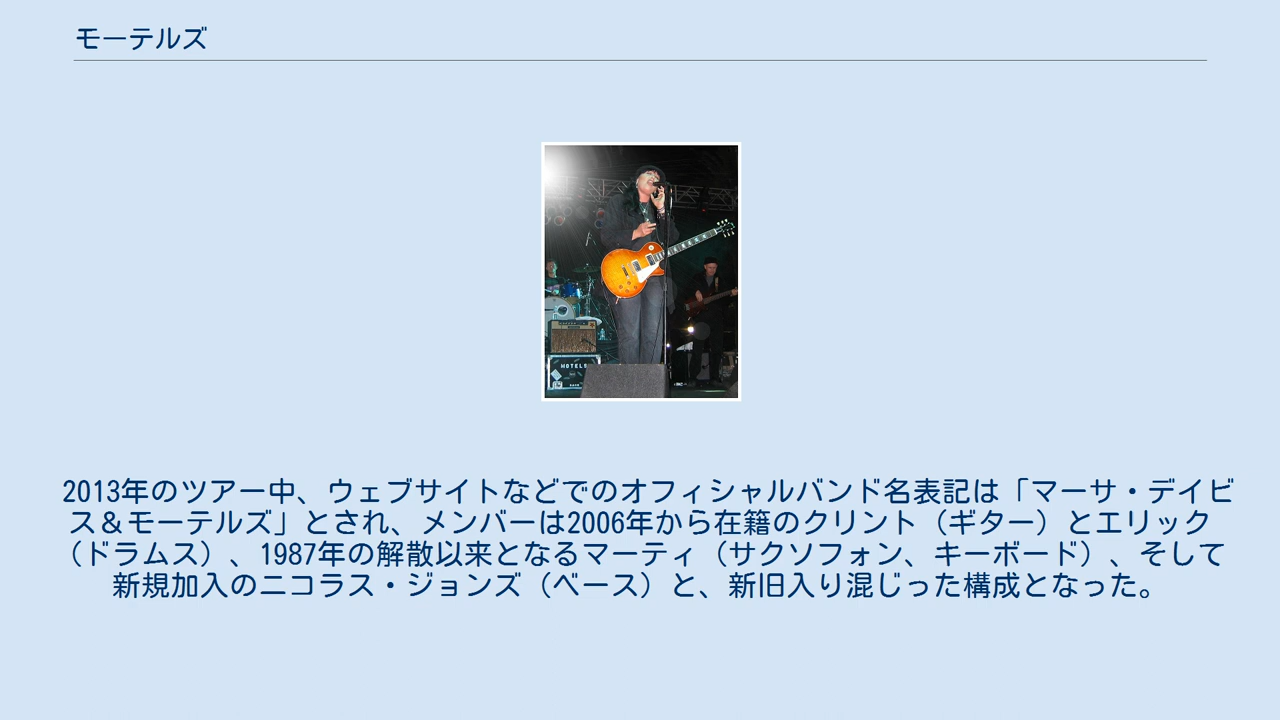 モーテルズ
2013年のツアー中、ウェブサイトなどでのオフィシャルバンド名表記は「マーサ・デイビ
ス＆モーテルズ」とされ、メンバーは2006年から在籍のクリント（ギター）とエリック
（ドラムス）、1987年の解散以来となるマーティ（サクソフォン、キーボード）、そして
新規加入のニコラス・ジョンズ（ベース）と、新旧入り混じった構成となった。